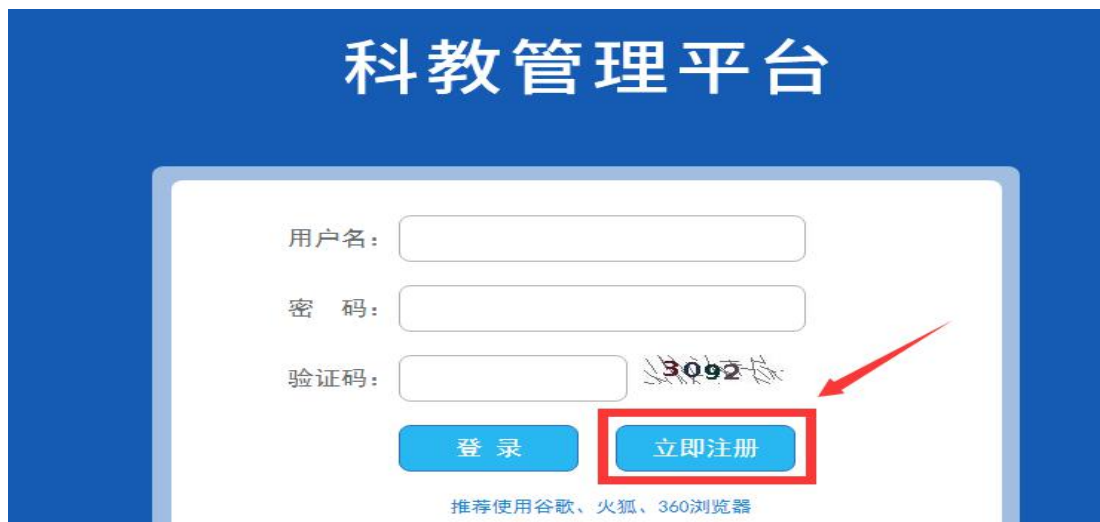 科教管理平台
用户名：
密 码：
验证码：
3092
登 录 立即注册
推荐使用谷歌、火狐、360浏览器